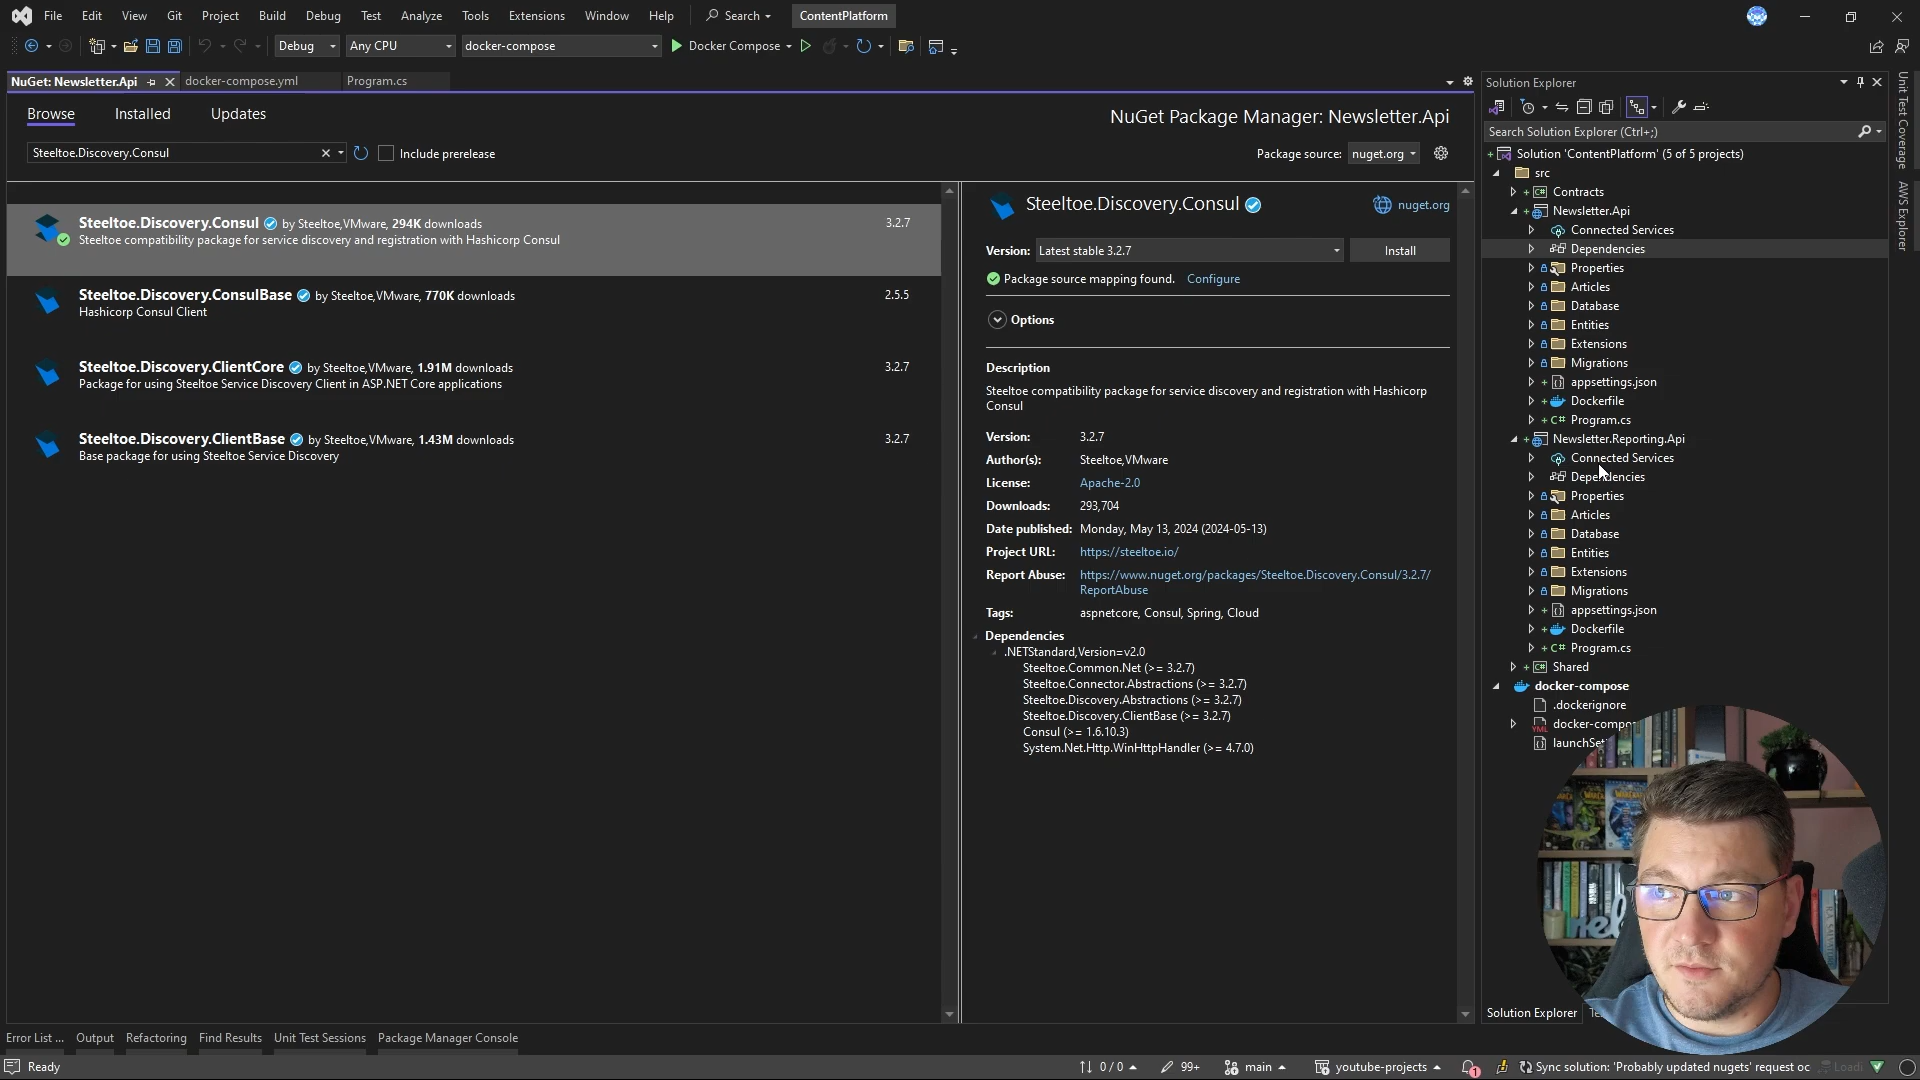 File Edit View Git Project Build Debug Test Analyze Tools Extensions Window Help Search ContentPlatform
Debug Any CPU docker-compose Docker Compose
NuGet: Newsletter.Api docker-compose.yml Program.cs
Browse Installed Updates
NuGet Package Manager: Newsletter.Api
Steeltoe.Discovery.Consul Include prerelease
Package source: nuget.org
Steeltoe.Discovery.Consul by Steeltoe,VMware, 294K downloads 3.2.7
Steeltoe compatibility package for service discovery and registration with Hashicorp Consul
Steeltoe.Discovery.ConsulBase by Steeltoe,VMware, 770K downloads 2.5.5
Hashicorp Consul Client
Steeltoe.Discovery.ClientCore by Steeltoe,VMware, 1.91M downloads 3.2.7
Package for using Steeltoe Service Discovery Client in ASP.NET Core applications
Steeltoe.Discovery.ClientBase by Steeltoe,VMware, 1.43M downloads 3.2.7
Base package for using Steeltoe Service Discovery
Steeltoe.Discovery.Consul nuget.org
Version: Latest stable 3.2.7 Install
Package source mapping found. Configure
Options
Description
Steeltoe compatibility package for service discovery and registration with Hashicorp
Consul
Version: 3.2.7
Author(s): Steeltoe,VMware
License: Apache-2.0
Downloads: 293,704
Date published: Monday, May 13, 2024 (2024-05-13)
Project URL: https://steeltoe.io/
Report Abuse: https://www.nuget.org/packages/Steeltoe.Discovery.Consul/3.2.7/
ReportAbuse
Tags: aspnetcore, Consul, Spring, Cloud
Dependencies
.NETStandard,Version=v2.0
Steeltoe.Common.Net (>= 3.2.7)
Steeltoe.Connector.Abstractions (>= 3.2.7)
Steeltoe.Discovery.Abstractions (>= 3.2.7)
Steeltoe.Discovery.ClientBase (>= 3.2.7)
Consul (>= 1.6.10.3)
System.Net.Http.WinHttpHandler (>= 4.7.0)
Solution Explorer
Search Solution Explorer (Ctrl+;)
Solution 'ContentPlatform' (5 of 5 projects)
src
C# Contracts
Newsletter.Api
Connected Services
Dependencies
Properties
Articles
Database
Entities
Extensions
Migrations
appsettings.json
Dockerfile
C# Program.cs
Newsletter.Reporting.Api
Connected Services
Dependencies
Properties
Articles
Database
Entities
Extensions
Migrations
appsettings.json
Dockerfile
C# Program.cs
C# Shared
docker-compose
.dockerignore
YML docker-compo
launchSet
Solution Explorer
Unit Test Coverage
AWS Explorer
Error List ... Output Refactoring Find Results Unit Test Sessions Package Manager Console
Ready 0 / 0 99+ main youtube-projects 1 Sync solution: 'Probably updated nugets' request oc Loadi